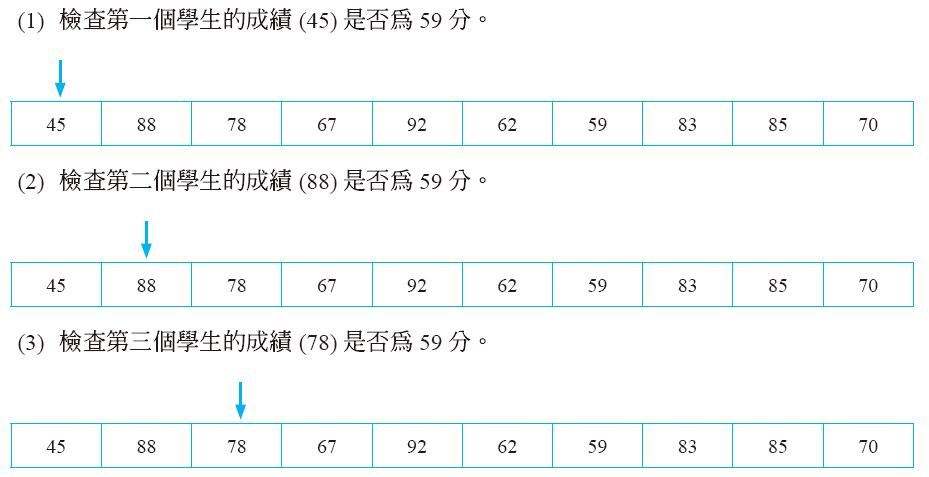 (1) 檢查第一個學生的成績 (45) 是否為 59 分。
45 88 78 67 92 62 59 83 85 70
(2) 檢查第二個學生的成績 (88) 是否為 59 分。
45 88 78 67 92 62 59 83 85 70
(3) 檢查第三個學生的成績 (78) 是否為 59 分。
45 88 78 67 92 62 59 83 85 70